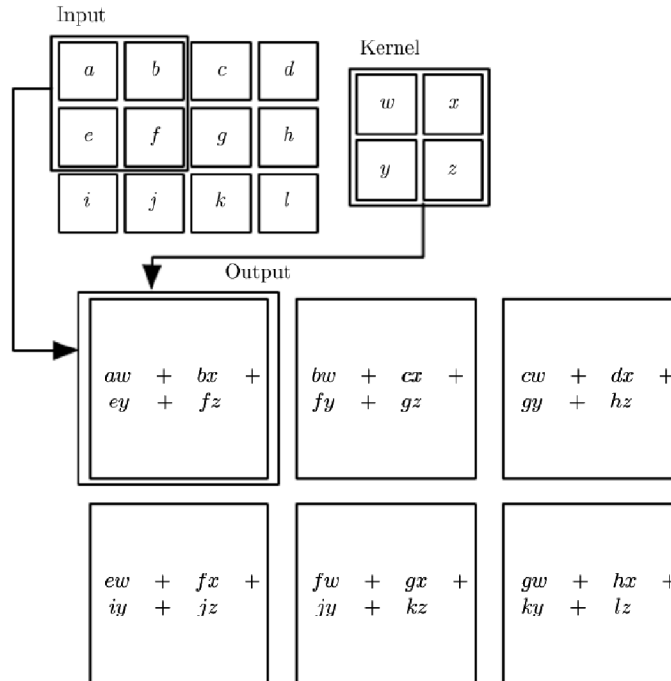 Input
Kernel
a b c d
w x
e f g h
y z
i j k l
Output
aw + bx +
ey + fz
bw + cx +
fy + gz
cw + dx +
gy + hz
ew + fx +
iy + jz
fw + gx +
jy + kz
gw + hx +
ky + lz